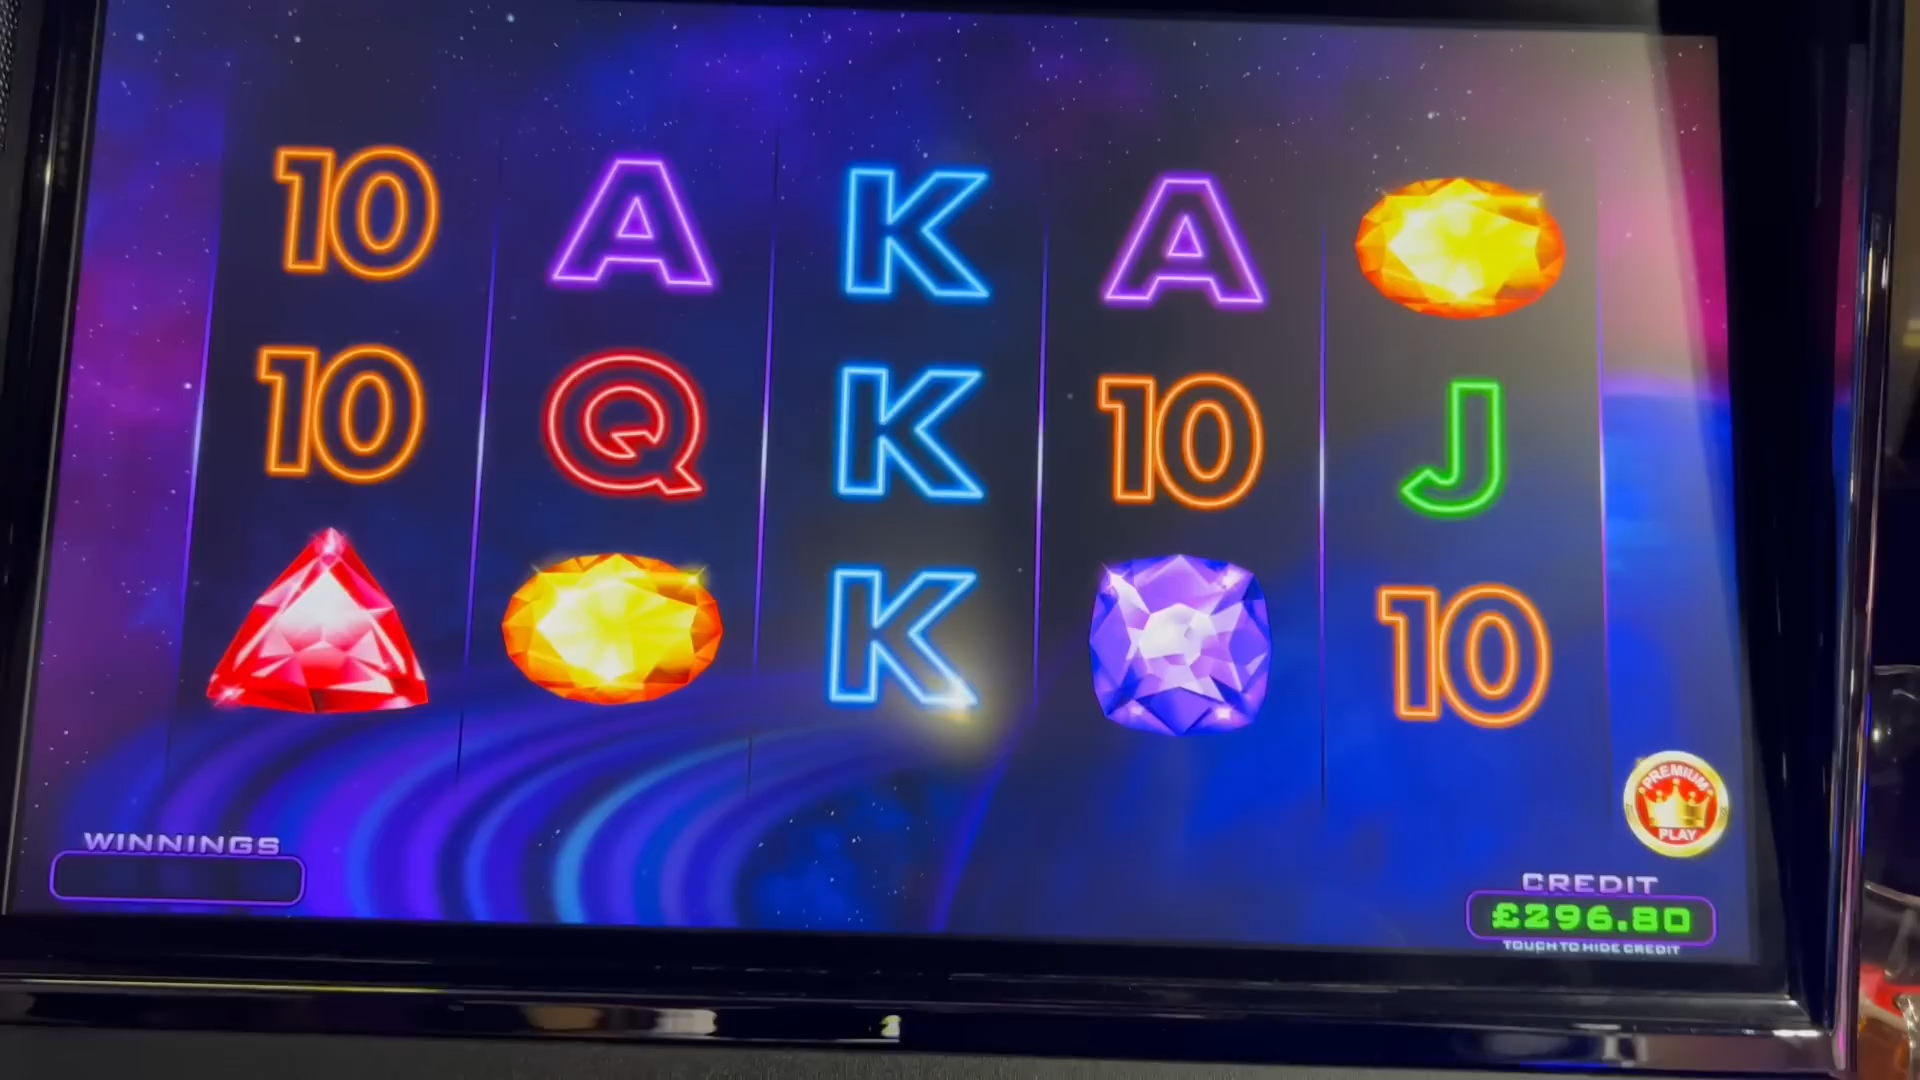 10 A K A
10 Q K 10 J
K 10
PREMIUM
PLAY
WINNINGS
CREDIT
£296.80
TOUCH TO HIDE CREDIT